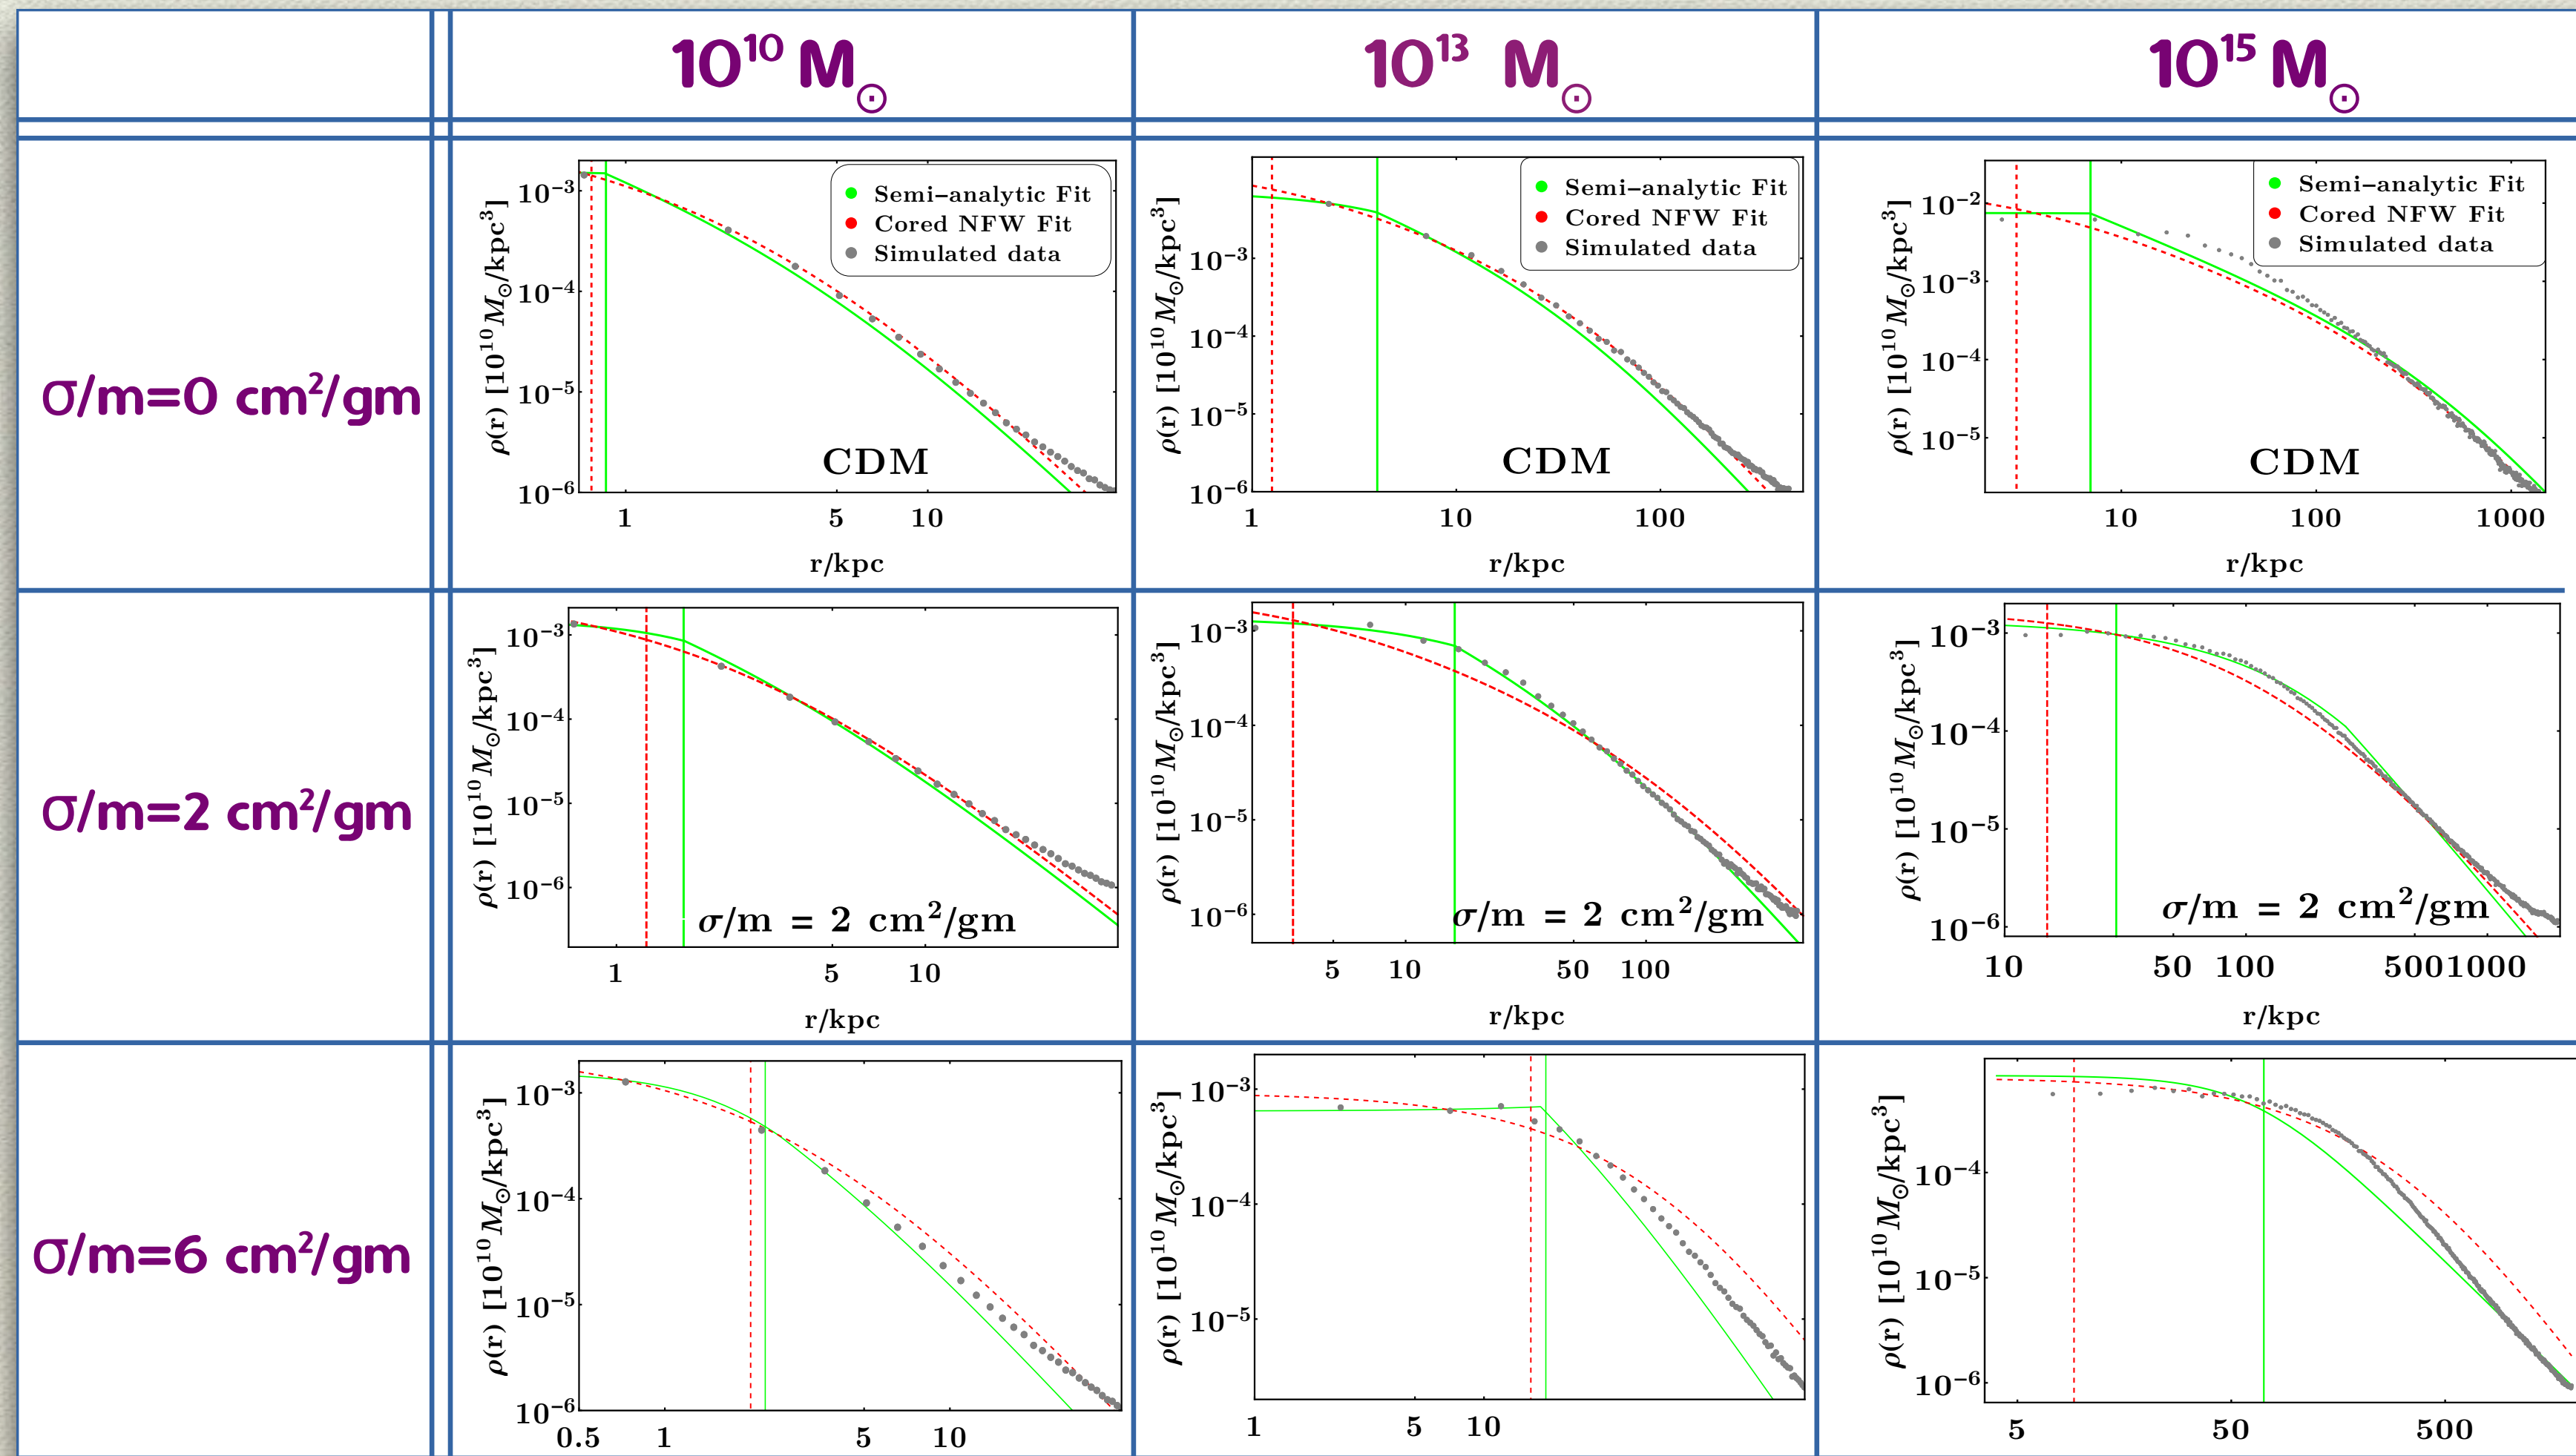 10¹⁰ M☉
10¹³ M☉
10¹⁵ M☉
σ/m=0 cm²/gm
ρ(r) [10¹⁰M☉/kpc³]
10⁻³
10⁻⁴
10⁻⁵
10⁻⁶
Semi−analytic Fit
Cored NFW Fit
Simulated data
CDM
1 5 10
r/kpc
ρ(r) [10¹⁰M☉/kpc³]
10⁻³
10⁻⁴
10⁻⁵
10⁻⁶
Semi−analytic Fit
Cored NFW Fit
Simulated data
CDM
1 10 100
r/kpc
ρ(r) [10¹⁰M☉/kpc³]
10⁻²
10⁻³
10⁻⁴
10⁻⁵
Semi−analytic Fit
Cored NFW Fit
Simulated data
CDM
10 100 1000
r/kpc
σ/m=2 cm²/gm
ρ(r) [10¹⁰M☉/kpc³]
10⁻³
10⁻⁴
10⁻⁵
10⁻⁶
σ/m = 2 cm²/gm
1 5 10
r/kpc
ρ(r) [10¹⁰M☉/kpc³]
10⁻³
10⁻⁴
10⁻⁵
10⁻⁶
σ/m = 2 cm²/gm
5 10 50 100
r/kpc
ρ(r) [10¹⁰M☉/kpc³]
10⁻³
10⁻⁴
10⁻⁵
10⁻⁶
σ/m = 2 cm²/gm
10 50 100 500 1000
r/kpc
σ/m=6 cm²/gm
ρ(r) [10¹⁰M☉/kpc³]
10⁻³
10⁻⁴
10⁻⁵
10⁻⁶
0.5 1 5 10
ρ(r) [10¹⁰M☉/kpc³]
10⁻³
10⁻⁴
10⁻⁵
1 5 10
ρ(r) [10¹⁰M☉/kpc³]
10⁻⁴
10⁻⁵
10⁻⁶
5 50 500